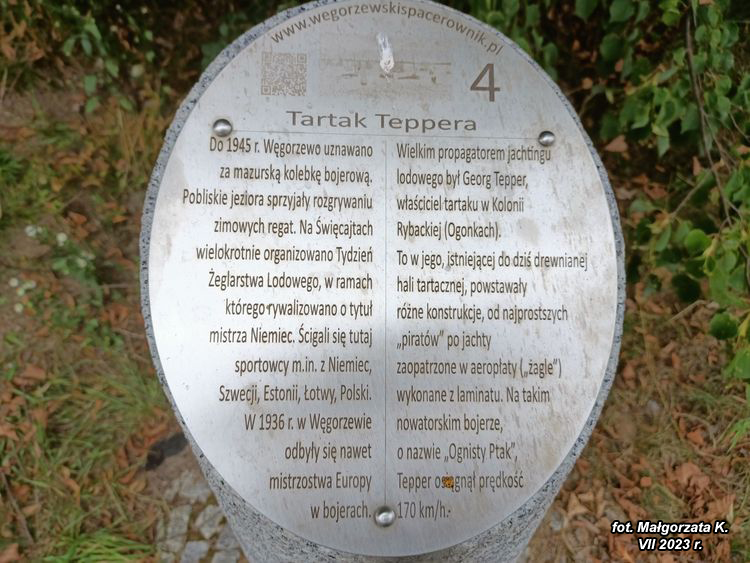 www.węgorzewskispacerownik.pl
4
Tartak Teppera
Do 1945 r. Węgorzewo uznawano
za mazurską kolebkę bojerową.
Pobliskie jeziora sprzyjały rozgrywaniu
zimowych regat. Na Święcajtach
wielokrotnie organizowano Tydzień
Żeglarstwa Lodowego, w ramach
którego rywalizowano o tytuł
mistrza Niemiec. Ścigali się tutaj
sportowcy m.in. z Niemiec,
Szwecji, Estonii, Łotwy, Polski.
W 1936 r. w Węgorzewie
odbyły się nawet
mistrzostwa Europy
w bojerach.
Wielkim propagatorem jachtingu
lodowego był Georg Tepper,
właściciel tartaku w Kolonii
Rybackiej (Ogonkach).
To w jego, istniejącej do dziś drewnianej
hali tartacznej, powstawały
różne konstrukcje, od najprostszych
„piratów” po jachty
zaopatrzone w aeropłaty („żagle”)
wykonane z laminatu. Na takim
nowatorskim bojerze,
o nazwie „Ognisty Ptak”,
Tepper osiągnął prędkość
170 km/h.
fot. Małgorzata K.
VII 2023 r.